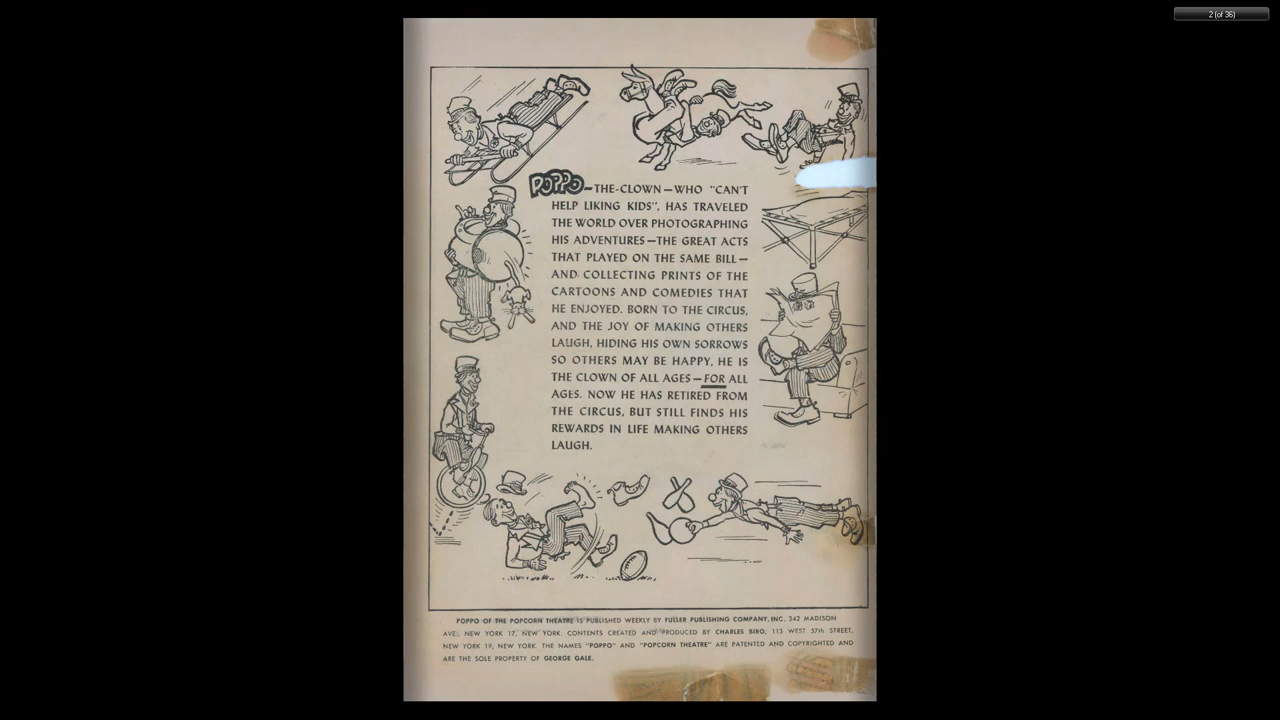 2 (of 36)
POPPO—THE-CLOWN—WHO "CAN'T
HELP LIKING KIDS", HAS TRAVELED
THE WORLD OVER PHOTOGRAPHING
HIS ADVENTURES—THE GREAT ACTS
THAT PLAYED ON THE SAME BILL—
AND COLLECTING PRINTS OF THE
CARTOONS AND COMEDIES THAT
HE ENJOYED. BORN TO THE CIRCUS,
AND THE JOY OF MAKING OTHERS
LAUGH, HIDING HIS OWN SORROWS
SO OTHERS MAY BE HAPPY, HE IS
THE CLOWN OF ALL AGES—FOR ALL
AGES. NOW HE HAS RETIRED FROM
THE CIRCUS, BUT STILL FINDS HIS
REWARDS IN LIFE MAKING OTHERS
LAUGH.
POPPO OF THE POPCORN THEATRE IS PUBLISHED WEEKLY BY FULLER PUBLISHING COMPANY, INC. 342 MADISON
AVE., NEW YORK 17, NEW YORK. CONTENTS CREATED AND PRODUCED BY CHARLES BIRO, 113 WEST 57th STREET,
NEW YORK 19, NEW YORK. THE NAMES "POPPO" AND "POPCORN THEATRE" ARE PATENTED AND COPYRIGHTED AND
ARE THE SOLE PROPERTY OF GEORGE GALE.